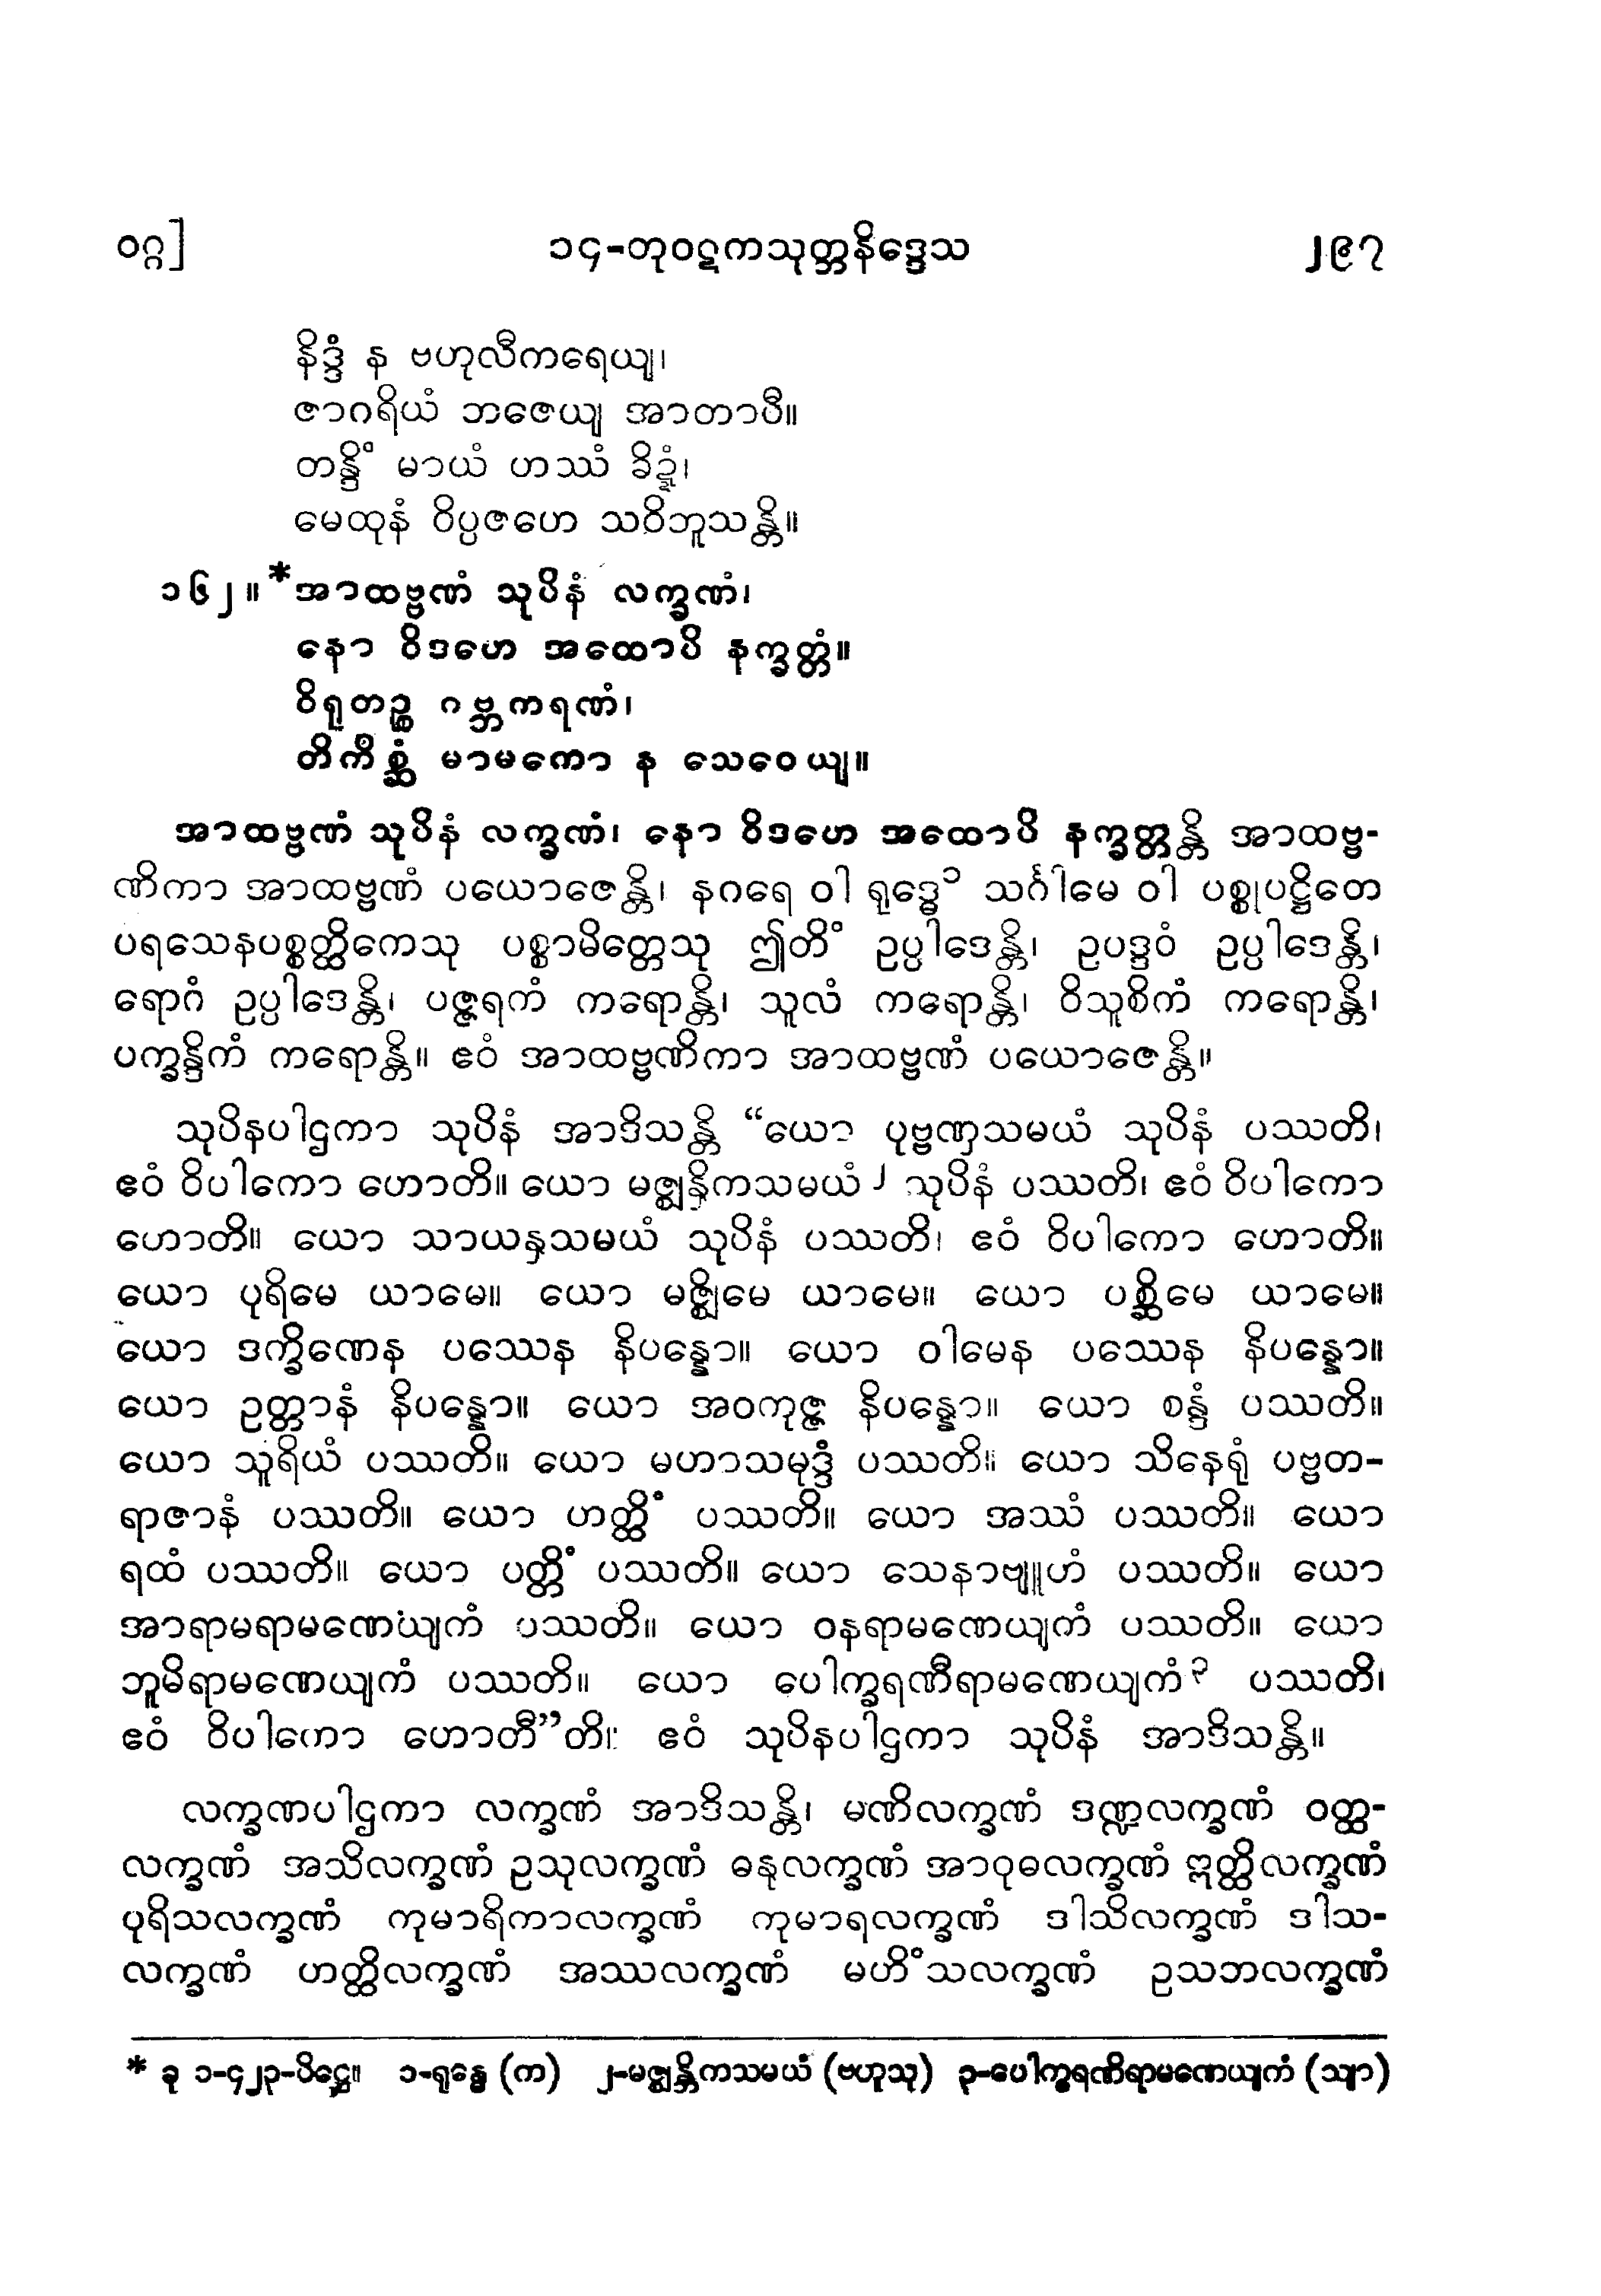 ဝဂ္ဂ]
၁၄-တုဝဋကသုတ္တနိဒ္ဒေသ
၂၉၇
နိဒ္ဒံ န ဗဟုလီကရေယျ၊
ဇာဂရိယံ ဘဇေယျ အာတာပီ။
တန္ဒိံ မာယံ ဟဿံ ခိဍ္ဍံ၊
မေထုနံ ဝိပ္ပဇဟေ သဝိဘူသန္တိ။
၁၆၂။ *အာထဗ္ဗဏံ သုပိနံ လက္ခဏံ၊
နော ဝိဒဟေ အထောပိ နက္ခတ္တံ။
ဝိရုတဉ္စ ဂဗ္ဘကရဏံ၊
တိကိစ္ဆံ မာမကော န သေဝေယျ။
အာထဗ္ဗဏံ သုပိနံ လက္ခဏံ၊ နော ဝိဒဟေ အထောပိ နက္ခတ္တန္တိ အာထဗ္ဗ-
ဏိကာ အာထဗ္ဗဏံ ပယောဇေန္တိ၊ နဂရေ ဝါ ရုဒ္ဓေ ၁ သင်္ဂါမေ ဝါ ပစ္စုပဋ္ဌိတေ
ပရသေနပစ္စတ္ထိကေသု ပစ္စာမိတ္တေသု ဤတိံ ဥပ္ပါဒေန္တိ၊ ဥပဒ္ဒဝံ ဥပ္ပါဒေန္တိ၊
ရောဂံ ဥပ္ပါဒေန္တိ၊ ပဇ္ဇရကံ ကရောန္တိ၊ သူလံ ကရောန္တိ၊ ဝိသူစိကံ ကရောန္တိ၊
ပက္ခန္ဒိကံ ကရောန္တိ။ ဧဝံ အာထဗ္ဗဏိကာ အာထဗ္ဗဏံ ပယောဇေန္တိ။
သုပိနပါဌကာ သုပိနံ အာဒိသန္တိ “ယော ပုဗ္ဗဏှသမယံ သုပိနံ ပဿတိ၊
ဧဝံ ဝိပါကော ဟောတိ။ ယော မဇ္ဈနှိကသမယံ ၂ သုပိနံ ပဿတိ၊ ဧဝံ ဝိပါကော
ဟောတိ။ ယော သာယနှသမယံ သုပိနံ ပဿတိ၊ ဧဝံ ဝိပါကော ဟောတိ။
ယော ပုရိမေ ယာမေ။ ယော မဇ္ဈိမေ ယာမေ။ ယော ပစ္ဆိမေ ယာမေ။
ယော ဒက္ခိဏေန ပဿေန နိပန္နော။ ယော ဝါမေန ပဿေန နိပန္နော။
ယော ဥတ္တာနံ နိပန္နော။ ယော အဝကုဇ္ဇ နိပန္နော။ ယော စန္ဒံ ပဿတိ။
ယော သူရိယံ ပဿတိ။ ယော မဟာသမုဒ္ဒံ ပဿတိ။ ယော သိနေရုံ ပဗ္ဗတ-
ရာဇာနံ ပဿတိ။ ယော ဟတ္ထိံ ပဿတိ။ ယော အဿံ ပဿတိ။ ယော
ရထံ ပဿတိ။ ယော ပတ္တိံ ပဿတိ။ ယော သေနာဗျူဟံ ပဿတိ။ ယော
အာရာမရာမဏေယျကံ ပဿတိ။ ယော ဝနရာမဏေယျကံ ပဿတိ။ ယော
ဘူမိရာမဏေယျကံ ပဿတိ။ ယော ပေါက္ခရဏီရာမဏေယျကံ ၃ ပဿတိ၊
ဧဝံ ဝိပါကော ဟောတီ”တိ။ ဧဝံ သုပိနပါဌကာ သုပိနံ အာဒိသန္တိ။
လက္ခဏပါဌကာ လက္ခဏံ အာဒိသန္တိ၊ မဏိလက္ခဏံ ဒဏ္ဍလက္ခဏံ ဝတ္ထ-
လက္ခဏံ အသိလက္ခဏံ ဥသုလက္ခဏံ ဓနုလက္ခဏံ အာဝုဓလက္ခဏံ ဣတ္ထိလက္ခဏံ
ပုရိသလက္ခဏံ ကုမာရိကာလက္ခဏံ ကုမာရလက္ခဏံ ဒါသိလက္ခဏံ ဒါသ-
လက္ခဏံ ဟတ္ထိလက္ခဏံ အဿလက္ခဏံ မဟိံသလက္ခဏံ ဥသဘလက္ခဏံ
* ခု ၁-၄၂၃-ပိဋ္ဌေ။ ၁-ရုန္ဓေ (က) ၂-မဇ္ဈန္တိကသမယံ (ဗဟုသု) ၃-ပေါက္ခရဏိရာမဏေယျကံ (သျာ)